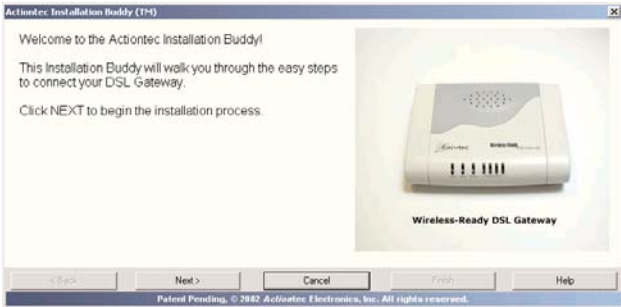 Actiontec Installation Buddy (TM)
Welcome to the Actiontec Installation Buddy!
This Installation Buddy will walk you through the easy steps
to connect your DSL Gateway.
Click NEXT to begin the installation process.
Actiontec
Wireless-Ready DSL Gateway
< Back
Next >
Cancel
Finish
Help
Patent Pending, © 2002 Actiontec Electronics, Inc. All rights reserved.